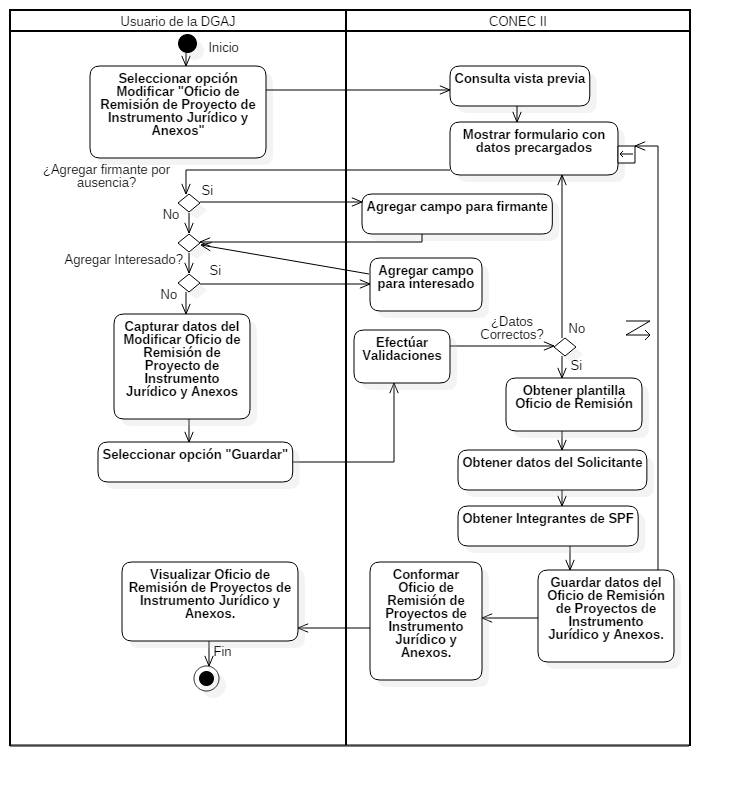 Usuario de la DGAJ
CONEC II
Inicio
Seleccionar opción
Modificar "Oficio de
Remisión de Proyecto de
Instrumento Jurídico y
Anexos"
Consulta vista previa
Mostrar formulario con
datos precargados
¿Agregar firmante por
ausencia?
Si
No
Agregar campo para firmante
Agregar Interesado?
Si
No
Agregar campo
para interesado
Capturar datos del
Modificar Oficio de
Remisión de
Proyecto de
Instrumento
Jurídico y Anexos
Efectúar
Validaciones
¿Datos
Correctos?
No
Si
Obtener plantilla
Oficio de Remisión
Seleccionar opción "Guardar"
Obtener datos del Solicitante
Obtener Integrantes de SPF
Visualizar Oficio de
Remisión de Proyectos de
Instrumento Jurídico y
Anexos.
Conformar
Oficio de
Remisión de
Proyectos de
Instrumento
Jurídico y
Anexos.
Guardar datos del
Oficio de Remisión
de Proyectos de
Instrumento
Jurídico y Anexos.
Fin